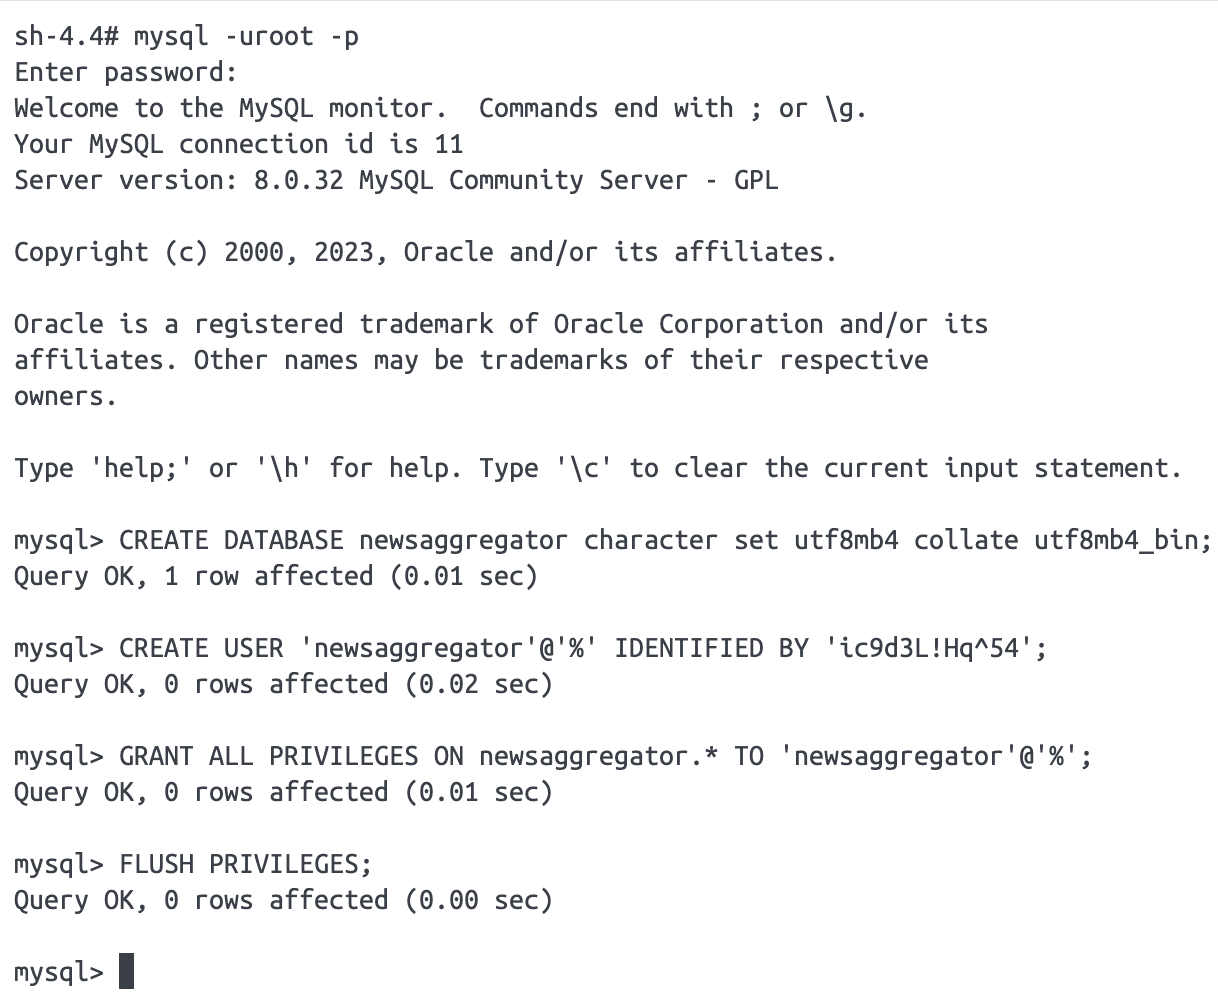 sh-4.4# mysql -uroot -p
Enter password:
Welcome to the MySQL monitor.  Commands end with ; or \g.
Your MySQL connection id is 11
Server version: 8.0.32 MySQL Community Server - GPL

Copyright (c) 2000, 2023, Oracle and/or its affiliates.

Oracle is a registered trademark of Oracle Corporation and/or its
affiliates. Other names may be trademarks of their respective
owners.

Type 'help;' or '\h' for help. Type '\c' to clear the current input statement.

mysql> CREATE DATABASE newsaggregator character set utf8mb4 collate utf8mb4_bin;
Query OK, 1 row affected (0.01 sec)

mysql> CREATE USER 'newsaggregator'@'%' IDENTIFIED BY 'ic9d3L!Hq^54';
Query OK, 0 rows affected (0.02 sec)

mysql> GRANT ALL PRIVILEGES ON newsaggregator.* TO 'newsaggregator'@'%';
Query OK, 0 rows affected (0.01 sec)

mysql> FLUSH PRIVILEGES;
Query OK, 0 rows affected (0.00 sec)

mysql>